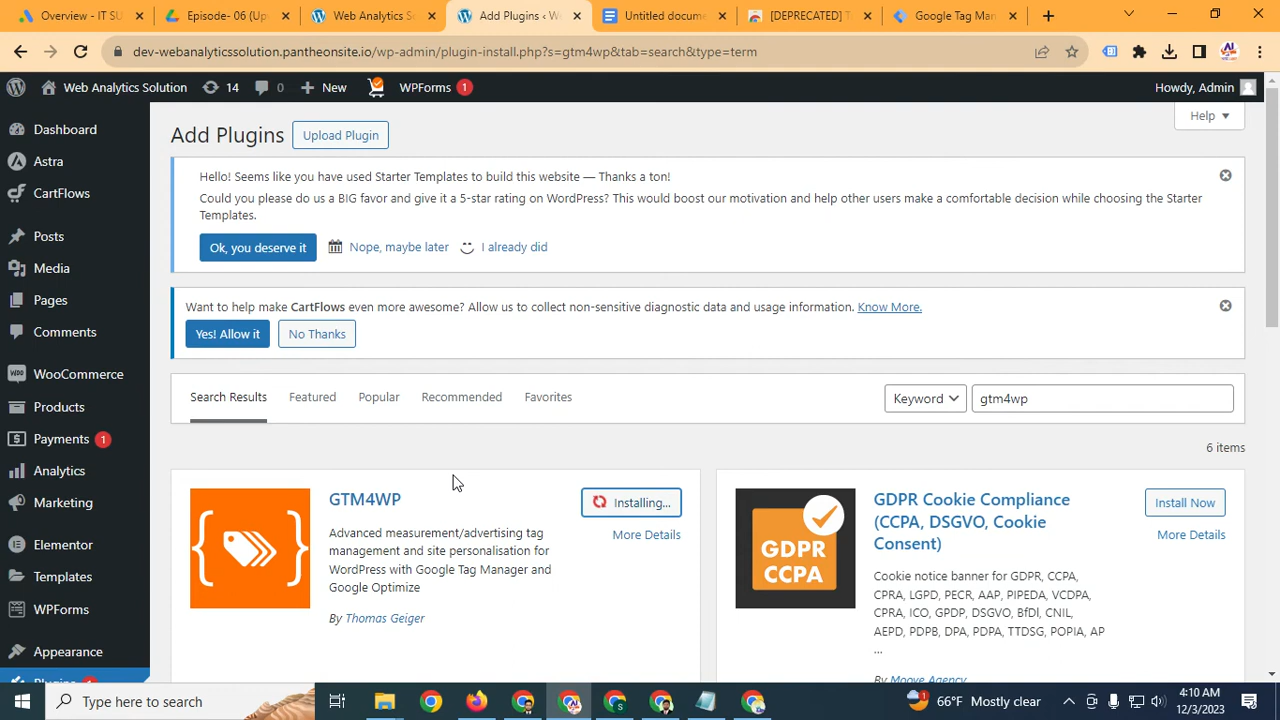 Overview - IT SU
Episode- 06 (Up
Web Analytics So
Add Plugins ‹ W
Untitled docume
[DEPRECATED] T
Google Tag Man
dev-webanalyticssolution.pantheonsite.io/wp-admin/plugin-install.php?s=gtm4wp&tab=search&type=term
Web Analytics Solution
14
0
New
WPForms 1
Howdy, Admin
Dashboard
Astra
CartFlows
Posts
Media
Pages
Comments
WooCommerce
Products
Payments 1
Analytics
Marketing
Elementor
Templates
WPForms
Appearance
Add Plugins
Upload Plugin
Help
Hello! Seems like you have used Starter Templates to build this website — Thanks a ton!
Could you please do us a BIG favor and give it a 5-star rating on WordPress? This would boost our motivation and help other users make a comfortable decision while choosing the Starter
Templates.
Ok, you deserve it
Nope, maybe later
I already did
Want to help make CartFlows even more awesome? Allow us to collect non-sensitive diagnostic data and usage information. Know More.
Yes! Allow it
No Thanks
Search Results
Featured
Popular
Recommended
Favorites
Keyword
gtm4wp
6 items
GTM4WP
Installing...
More Details
Advanced measurement/advertising tag
management and site personalisation for
WordPress with Google Tag Manager and
Google Optimize
By Thomas Geiger
GDPR
CCPA
GDPR Cookie Compliance
(CCPA, DSGVO, Cookie
Consent)
Install Now
More Details
Cookie notice banner for GDPR, CCPA,
CPRA, LGPD, PECR, AAP, PIPEDA, VCDPA,
CPRA, ICO, GPDP, DSGVO, BfDI, CNIL,
AEPD, PDPB, DPA, PDPA, TTDSG, POPIA, AP
...
By Moove Agency
Type here to search
66°F Mostly clear
4:10 AM
12/3/2023